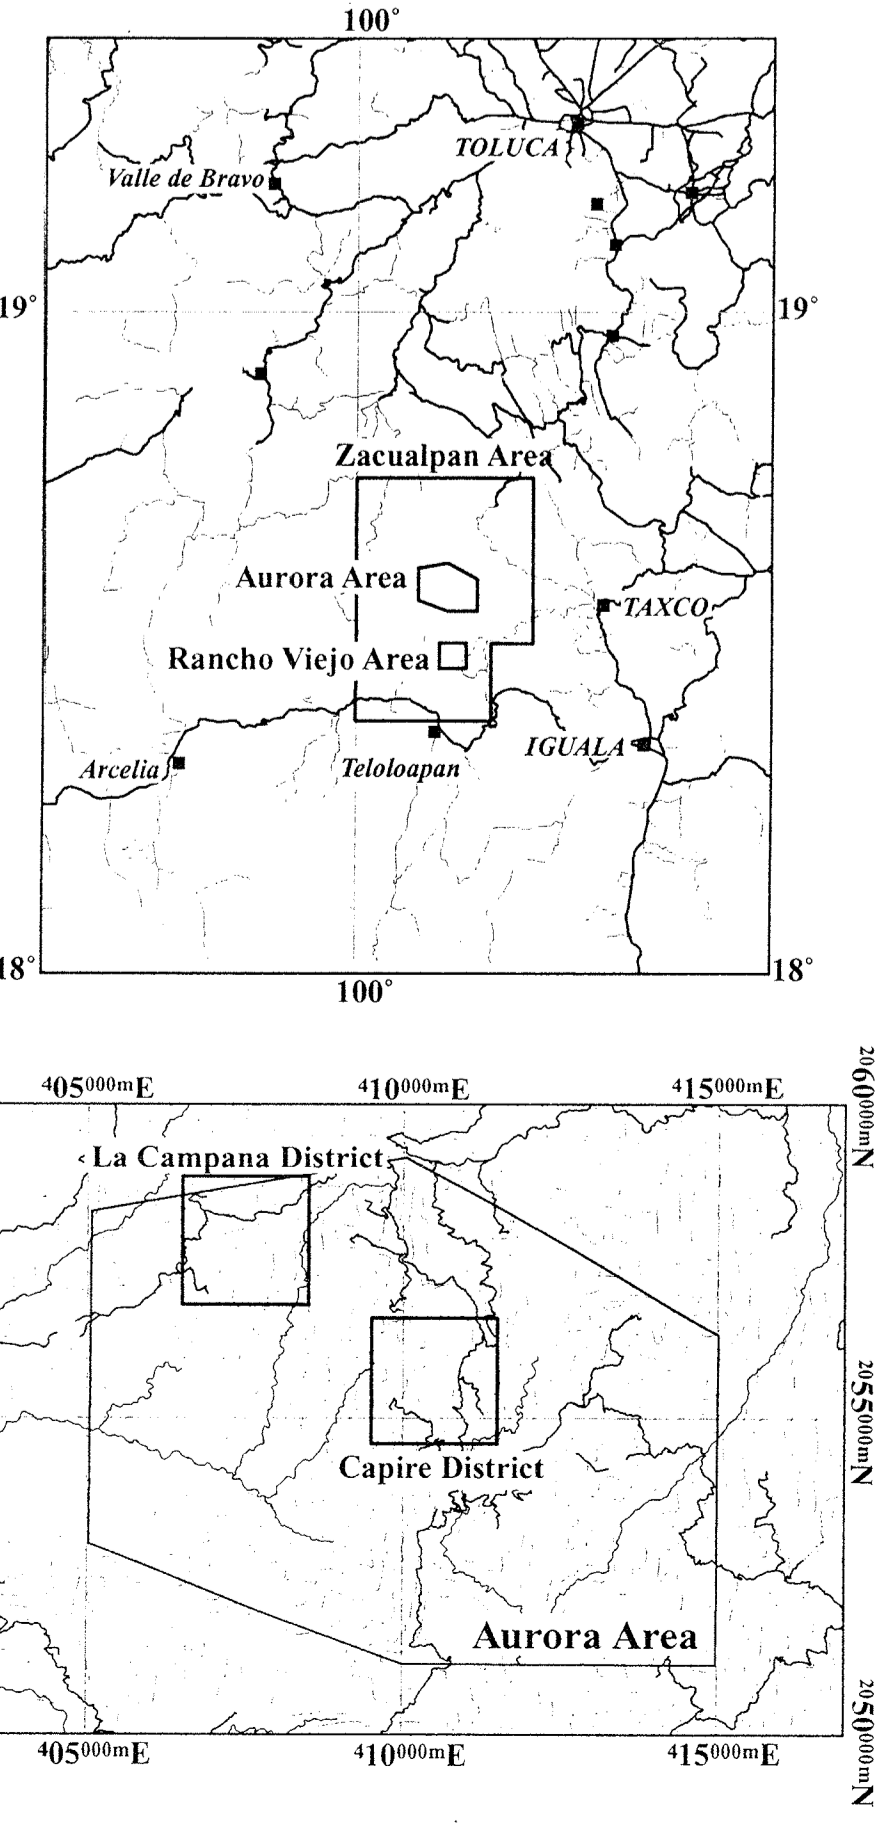 100°
TOLUCA
Valle de Bravo
19°
19°
Zacualpan Area
Aurora Area
TAXCO
Rancho Viejo Area
IGUALA
Arcelia
Teloloapan
18°
18°
100°
2060000mN
405000mE
410000mE
415000mE
La Campana District
2055000mN
Capire District
Aurora Area
2050000mN
405000mE
410000mE
415000mE